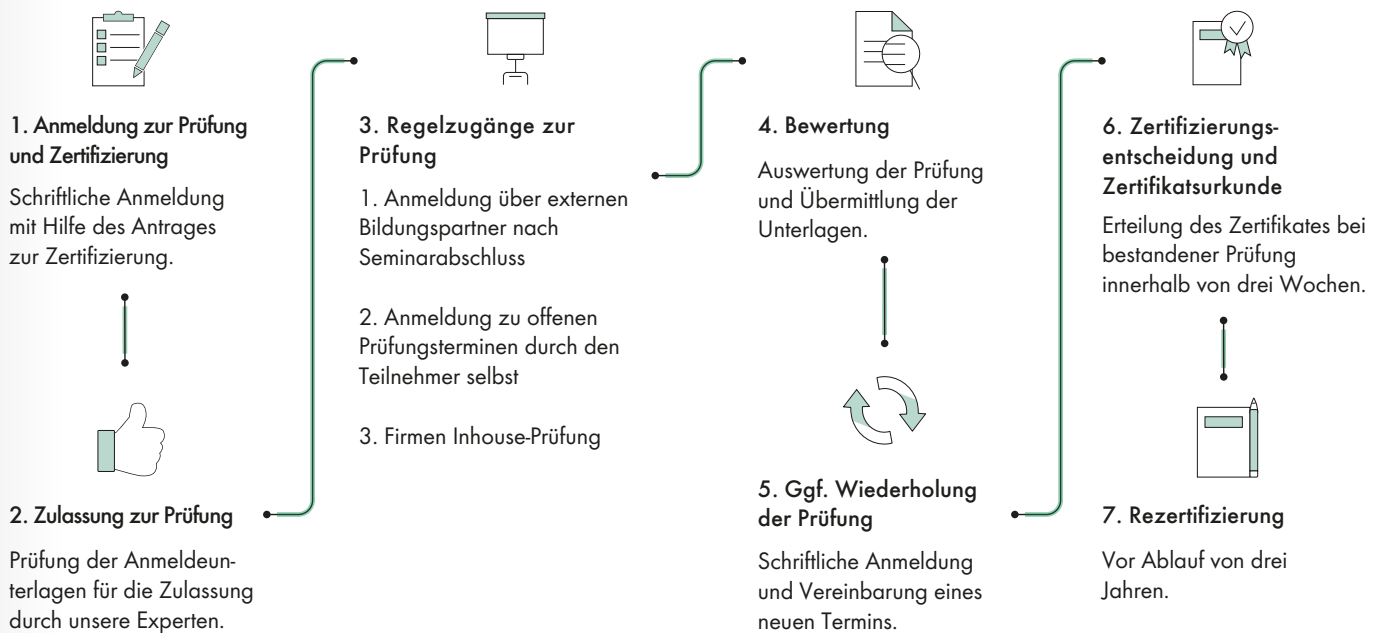 1. Anmeldung zur Prüfung
und Zertifizierung
Schriftliche Anmeldung
mit Hilfe des Antrages
zur Zertifizierung.
2. Zulassung zur Prüfung
Prüfung der Anmeldeun-
terlagen für die Zulassung
durch unsere Experten.
3. Regelzugänge zur
Prüfung
1. Anmeldung über externen
Bildungspartner nach
Seminarabschluss
2. Anmeldung zu offenen
Prüfungsterminen durch den
Teilnehmer selbst
3. Firmen Inhouse-Prüfung
4. Bewertung
Auswertung der Prüfung
und Übermittlung der
Unterlagen.
5. Ggf. Wiederholung
der Prüfung
Schriftliche Anmeldung
und Vereinbarung eines
neuen Termins.
6. Zertifizierungs-
entscheidung und
Zertifikatsurkunde
Erteilung des Zertifikates bei
bestandener Prüfung
innerhalb von drei Wochen.
7. Rezertifizierung
Vor Ablauf von drei
Jahren.